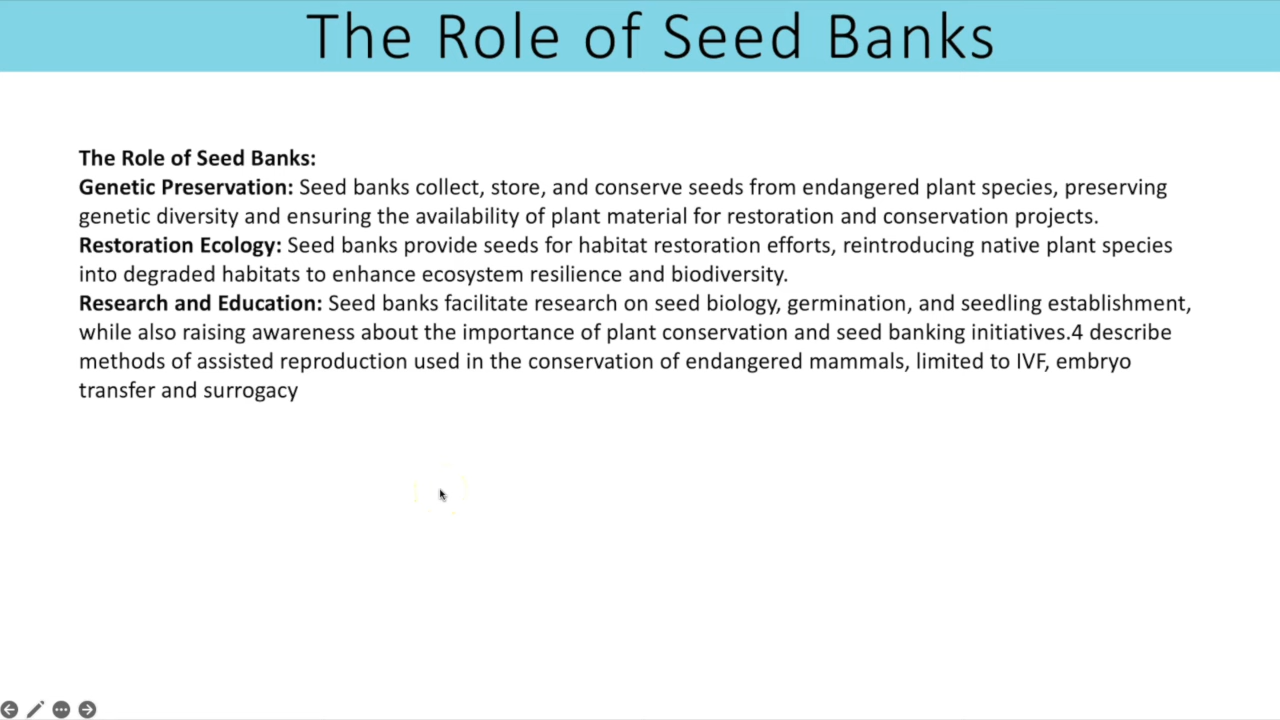 The Role of Seed Banks
The Role of Seed Banks:
Genetic Preservation: Seed banks collect, store, and conserve seeds from endangered plant species, preserving
genetic diversity and ensuring the availability of plant material for restoration and conservation projects.
Restoration Ecology: Seed banks provide seeds for habitat restoration efforts, reintroducing native plant species
into degraded habitats to enhance ecosystem resilience and biodiversity.
Research and Education: Seed banks facilitate research on seed biology, germination, and seedling establishment,
while also raising awareness about the importance of plant conservation and seed banking initiatives.4 describe
methods of assisted reproduction used in the conservation of endangered mammals, limited to IVF, embryo
transfer and surrogacy